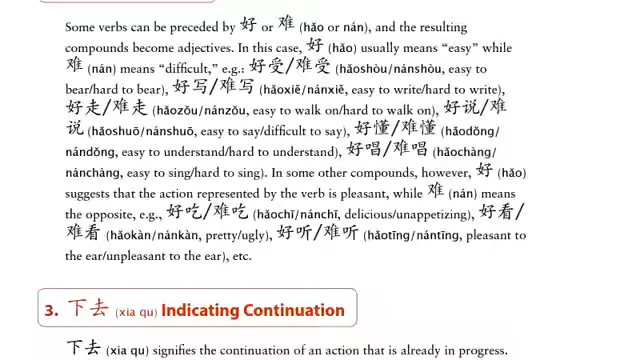 Some verbs can be preceded by 好 or 难 (hǎo or nán), and the resulting
compounds become adjectives. In this case, 好 (hǎo) usually means “easy” while
难 (nán) means “difficult,” e.g.: 好受/难受 (hǎoshòu/nánshòu, easy to
bear/hard to bear), 好写/难写 (hǎoxiě/nánxiě, easy to write/hard to write),
好走/难走 (hǎozǒu/nánzǒu, easy to walk on/hard to walk on), 好说/难
说 (hǎoshuō/nánshuō, easy to say/difficult to say), 好懂/难懂 (hǎodǒng/
nándǒng, easy to understand/hard to understand), 好唱/难唱 (hǎochàng/
nánchàng, easy to sing/hard to sing). In some other compounds, however, 好 (hǎo)
suggests that the action represented by the verb is pleasant, while 难 (nán) means
the opposite, e.g., 好吃/难吃 (hǎochī/nánchī, delicious/unappetizing), 好看/
难看 (hǎokàn/nánkàn, pretty/ugly), 好听/难听 (hǎotīng/nántīng, pleasant to
the ear/unpleasant to the ear), etc.
3. 下去 (xia qu) Indicating Continuation
下去 (xia qu) signifies the continuation of an action that is already in progress.